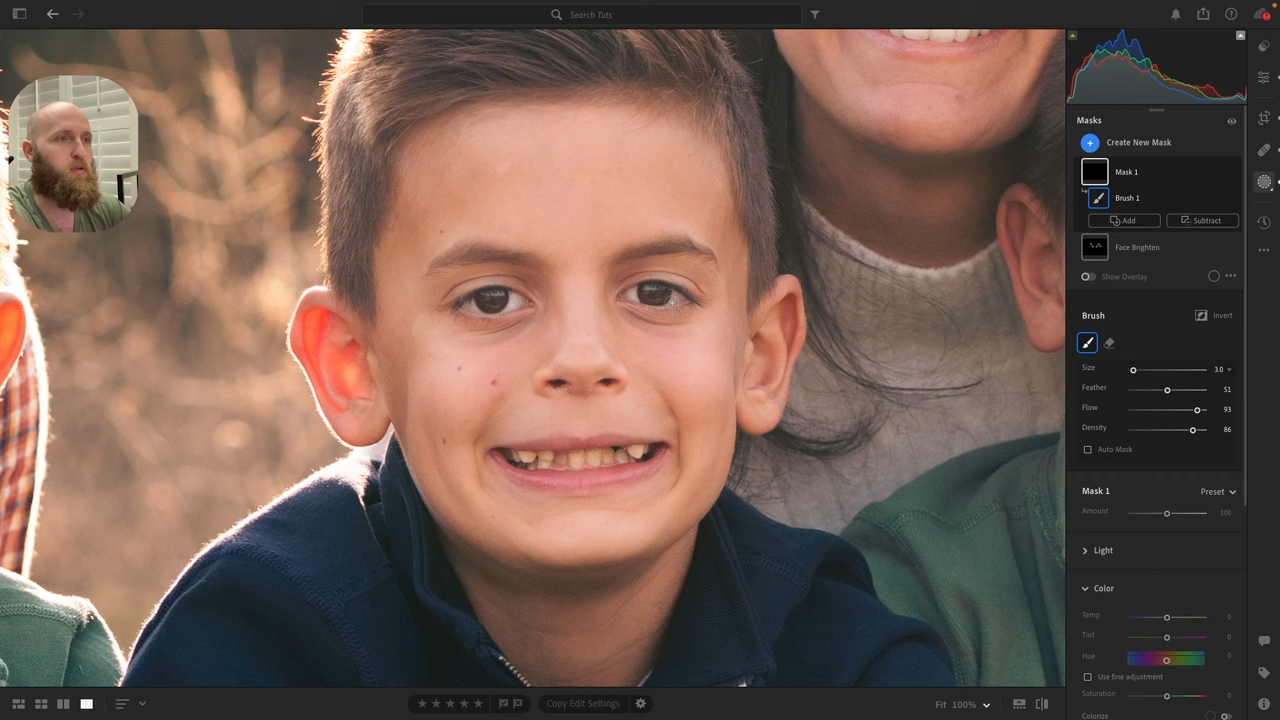 Search Tuts
Masks
Create New Mask
Mask 1
Brush 1
Add
Subtract
Face Brighten
Show Overlay
Brush
Invert
Size
3.0
Feather
51
Flow
93
Density
86
Auto Mask
Mask 1
Preset
Amount
100
Light
Color
Temp
0
Tint
0
Hue
0
Use fine adjustment
Saturation
0
Colorize
Copy Edit Settings
Fit
100%